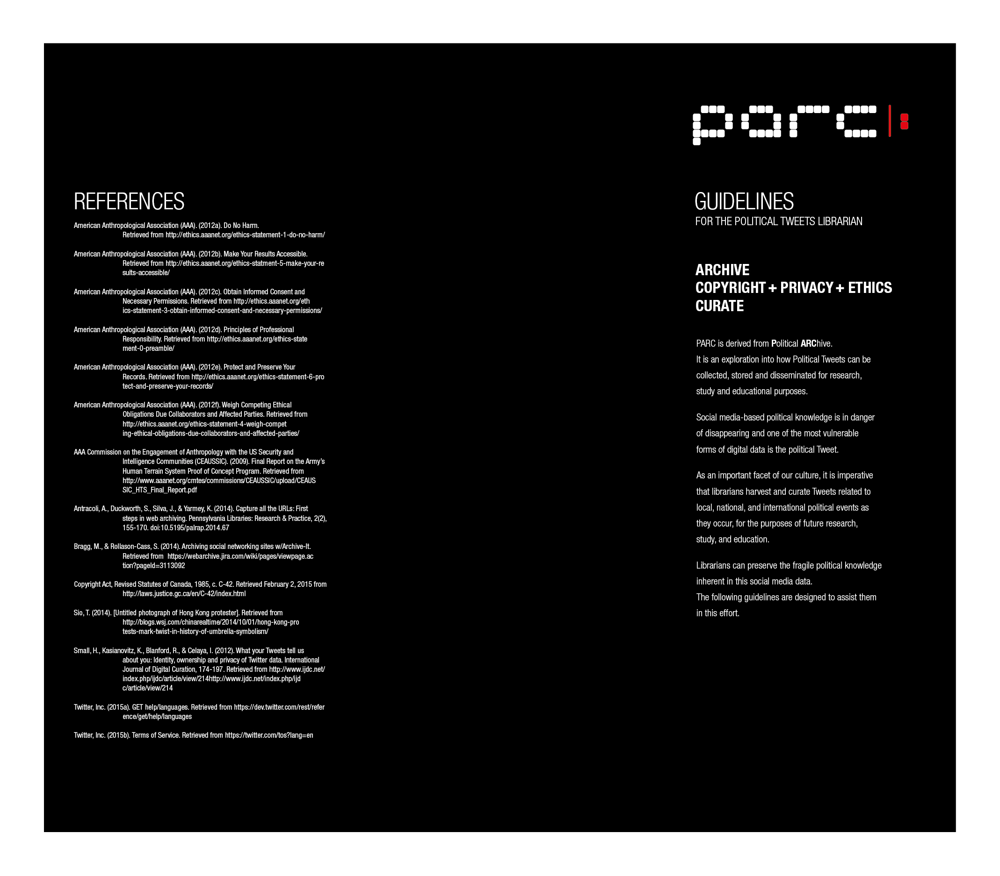 REFERENCES
American Anthropological Association (AAA). (2012a). Do No Harm.
Retrieved from http://ethics.aaanet.org/ethics-statement-1-do-no-harm/
American Anthropological Association (AAA). (2012b). Make Your Results Accessible.
Retrieved from http://ethics.aaanet.org/ethics-statment-5-make-your-re
sults-accessible/
American Anthropological Association (AAA). (2012c). Obtain Informed Consent and
Necessary Permissions. Retrieved from http://ethics.aaanet.org/eth
ics-statement-3-obtain-informed-consent-and-necessary-permissions/
American Anthropological Association (AAA). (2012d). Principles of Professional
Responsibility. Retrieved from http://ethics.aaanet.org/ethics-state
ment-0-preamble/
American Anthropological Association (AAA). (2012e). Protect and Preserve Your
Records. Retrieved from http://ethics.aaanet.org/ethics-statement-6-pro
tect-and-preserve-your-records/
American Anthropological Association (AAA). (2012f). Weigh Competing Ethical
Obligations Due Collaborators and Affected Parties. Retrieved from
http://ethics.aaanet.org/ethics-statement-4-weigh-compet
ing-ethical-obligations-due-collaborators-and-affected-parties/
AAA Commission on the Engagement of Anthropology with the US Security and
Intelligence Communities (CEAUSSIC). (2009). Final Report on the Army's
Human Terrain System Proof of Concept Program. Retrieved from
http://www.aaanet.org/cmtes/commissions/CEAUSSIC/upload/CEAUS
SIC_HTS_Final_Report.pdf
Antracoli, A., Duckworth, S., Silva, J., & Yarmey, K. (2014). Capture all the URLs: First
steps in web archiving. Pennsylvania Libraries: Research & Practice, 2(2),
155-170. doi:10.5195/palrap.2014.67
Bragg, M., & Rollason-Cass, S. (2014). Archiving social networking sites w/Archive-It.
Retrieved from https://webarchive.jira.com/wiki/pages/viewpage.ac
tion?pageId=3113092
Copyright Act, Revised Statutes of Canada, 1985, c. C-42. Retrieved February 2, 2015 from
http://laws.justice.gc.ca/en/C-42/index.html
Sio, T. (2014). [Untitled photograph of Hong Kong protester]. Retrieved from
http://blogs.wsj.com/chinarealtime/2014/10/01/hong-kong-pro
tests-mark-twist-in-history-of-umbrella-symbolism/
Small, H., Kasianovitz, K., Blanford, R., & Celaya, I. (2012). What your Tweets tell us
about you: Identity, ownership and privacy of Twitter data. International
Journal of Digital Curation, 174-197. Retrieved from http://www.ijdc.net/
index.php/ijdc/article/view/214http://www.ijdc.net/index.php/ijd
c/article/view/214
Twitter, Inc. (2015a). GET help/languages. Retrieved from https://dev.twitter.com/rest/refer
ence/get/help/languages
Twitter, Inc. (2015b). Terms of Service. Retrieved from https://twitter.com/tos?lang=en
parc|:
GUIDELINES
FOR THE POLITICAL TWEETS LIBRARIAN
ARCHIVE
COPYRIGHT + PRIVACY + ETHICS
CURATE
PARC is derived from Political ARChive.
It is an exploration into how Political Tweets can be
collected, stored and disseminated for research,
study and educational purposes.
Social media-based political knowledge is in danger
of disappearing and one of the most vulnerable
forms of digital data is the political Tweet.
As an important facet of our culture, it is imperative
that librarians harvest and curate Tweets related to
local, national, and international political events as
they occur, for the purposes of future research,
study, and education.
Librarians can preserve the fragile political knowledge
inherent in this social media data.
The following guidelines are designed to assist them
in this effort.